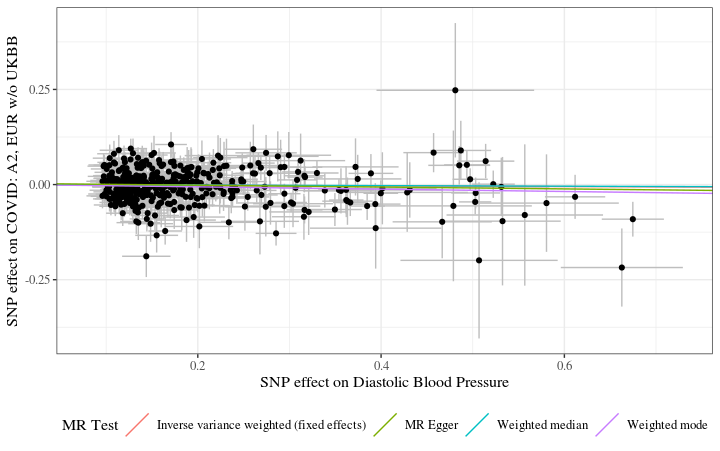 SNP effect on COVID: A2, EUR w/o UKBB
0.25
0.00
-0.25
0.2 0.4 0.6
SNP effect on Diastolic Blood Pressure
MR Test Inverse variance weighted (fixed effects) MR Egger Weighted median Weighted mode